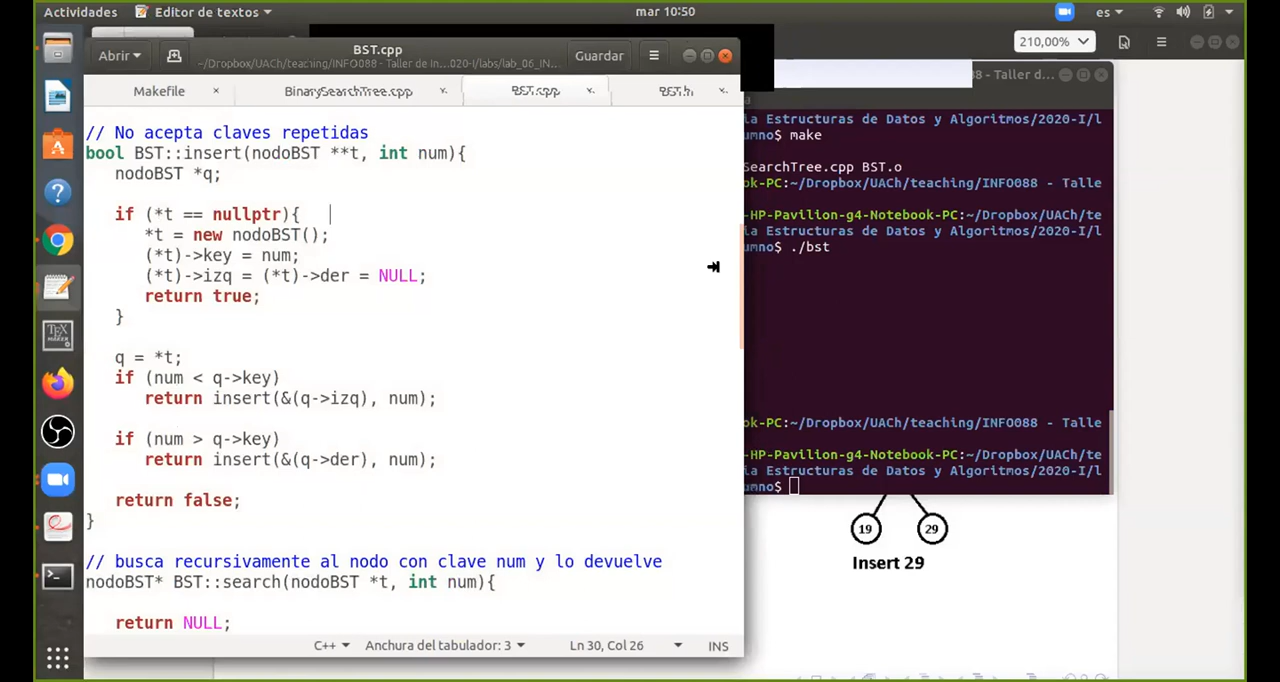 Actividades
Editor de textos
mar 10:50
es
Abrir
BST.cpp
~/Dropbox/UACh/teaching/INFO088 - Taller de In...020-I/labs/lab_06_IN...
Guardar
210,00%
Makefile
BinarySearchTree.cpp
BST.cpp
BST.h
8 - Taller d...
// No acepta claves repetidas
bool BST::insert(nodoBST **t, int num){
nodoBST *q;
if (*t == nullptr){
*t = new nodoBST();
(*t)->key = num;
(*t)->izq = (*t)->der = NULL;
return true;
}
q = *t;
if (num < q->key)
return insert(&(q->izq), num);
if (num > q->key)
return insert(&(q->der), num);
return false;
}
// busca recursivamente al nodo con clave num y lo devuelve
nodoBST* BST::search(nodoBST *t, int num){
return NULL;
C++
Anchura del tabulador: 3
Ln 30, Col 26
INS
a
ia Estructuras de Datos y Algoritmos/2020-I/l
umno$ make
SearchTree.cpp BST.o
ok-PC:~/Dropbox/UACh/teaching/INFO088 - Talle
-HP-Pavilion-g4-Notebook-PC:~/Dropbox/UACh/te
ia Estructuras de Datos y Algoritmos/2020-I/l
umno$ ./bst
ok-PC:~/Dropbox/UACh/teaching/INFO088 - Talle
-HP-Pavilion-g4-Notebook-PC:~/Dropbox/UACh/te
ia Estructuras de Datos y Algoritmos/2020-I/l
umno$
19
29
Insert 29